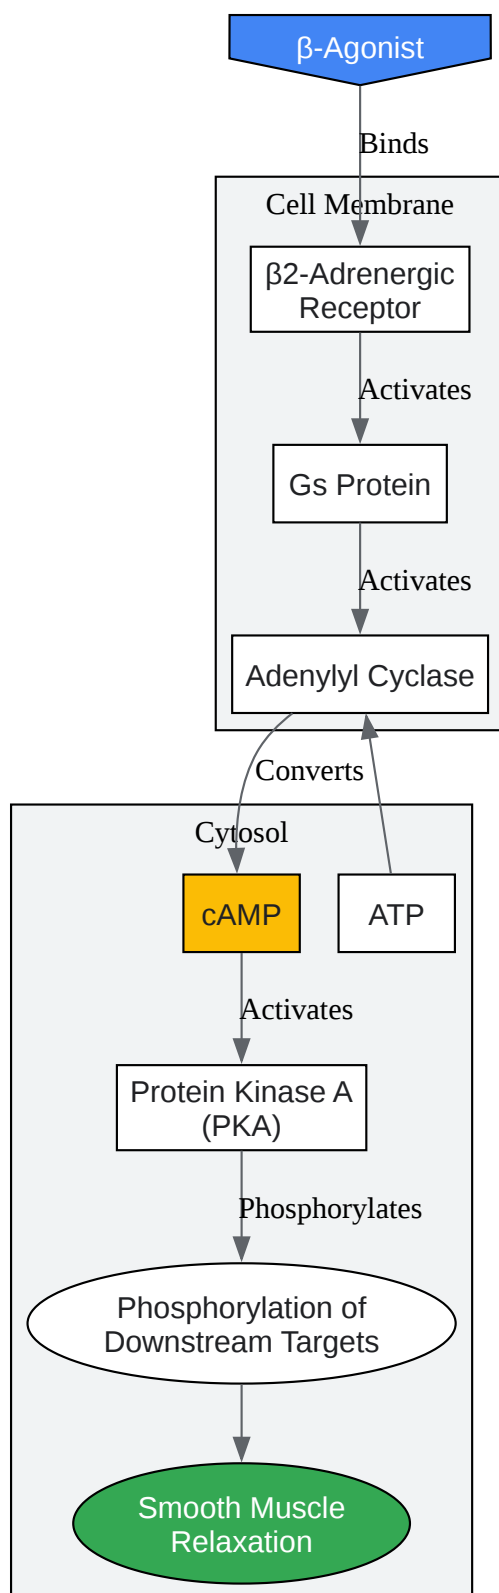 β-Agonist
Binds
Cell Membrane
β2-Adrenergic
Receptor
Activates
Gs Protein
Activates
Adenylyl Cyclase
Converts
Cytosol
cAMP
ATP
Activates
Protein Kinase A
(PKA)
Phosphorylates
Phosphorylation of
Downstream Targets
Smooth Muscle
Relaxation